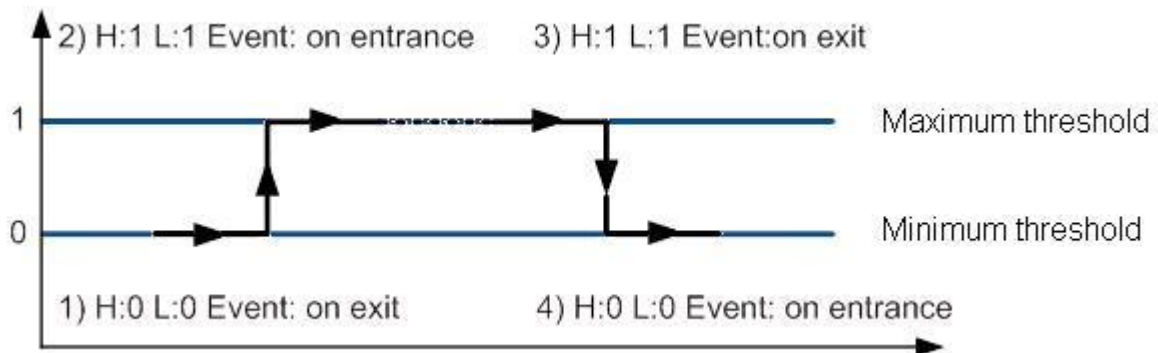 2) H:1 L:1 Event: on entrance
3) H:1 L:1 Event:on exit
1
Maximum threshold
0
Minimum threshold
1) H:0 L:0 Event: on exit
4) H:0 L:0 Event: on entrance